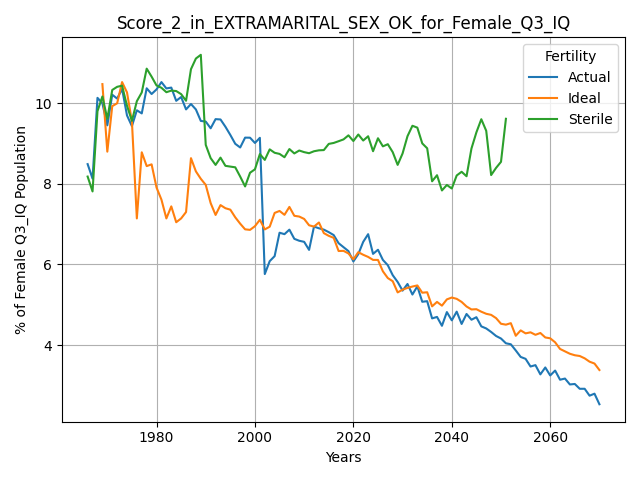 Score_2_in_EXTRAMARITAL_SEX_OK_for_Female_Q3_IQ
Fertility
Actual
Ideal
Sterile
% of Female Q3_IQ Population
10
8
6
4
1980 2000 2020 2040 2060
Years